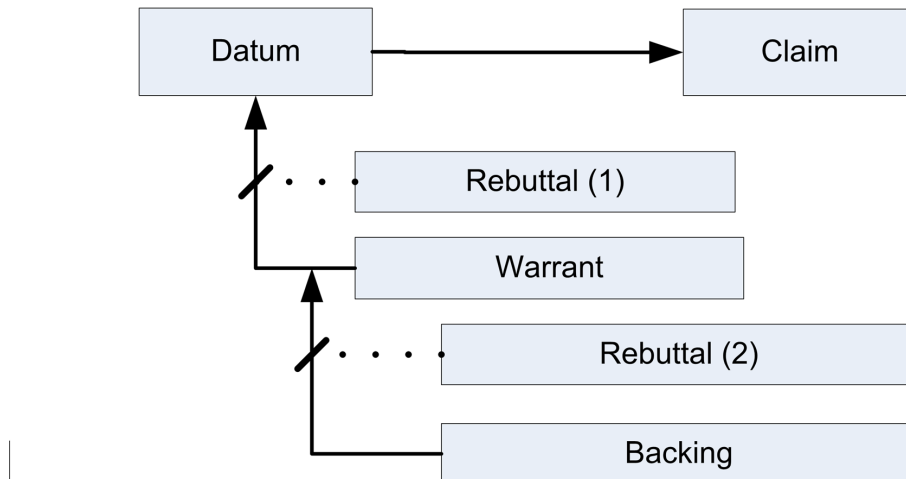 Datum
Claim
Rebuttal (1)
Warrant
Rebuttal (2)
Backing